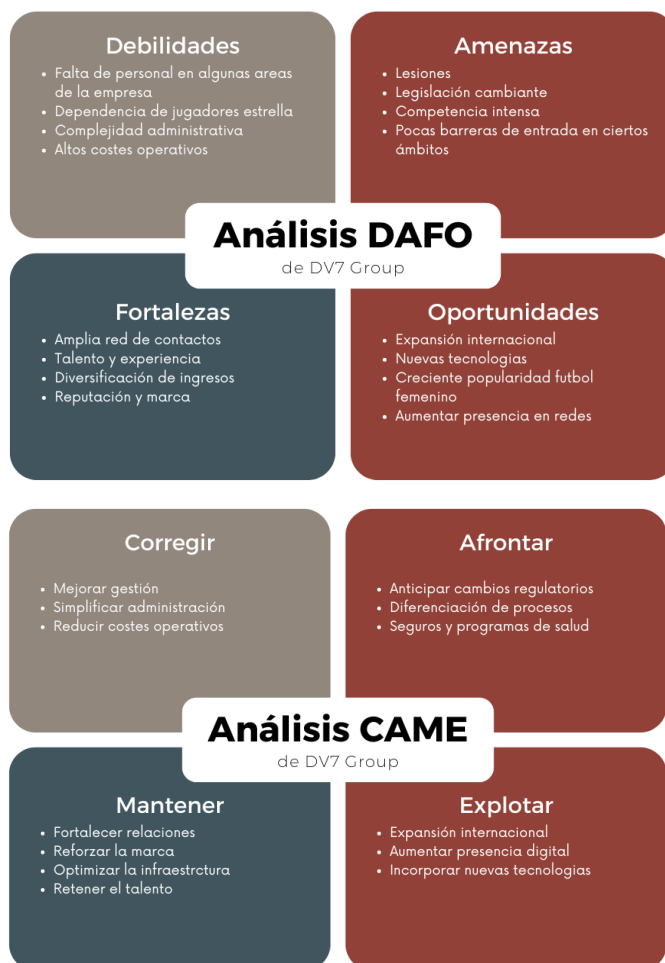 Debilidades
• Falta de personal en algunas areas
de la empresa
• Dependencia de jugadores estrella
• Complejidad administrativa
• Altos costes operativos
Amenazas
• Lesiones
• Legislación cambiante
• Competencia intensa
• Pocas barreras de entrada en ciertos
ámbitos
Análisis DAFO
de DV7 Group
Fortalezas
• Amplia red de contactos
• Talento y experiencia
• Diversificación de ingresos
• Reputación y marca
Oportunidades
• Expansión internacional
• Nuevas tecnologias
• Creciente popularidad futbol
femenino
• Aumentar presencia en redes
Corregir
• Mejorar gestión
• Simplificar administración
• Reducir costes operativos
Afrontar
• Anticipar cambios regulatorios
• Diferenciación de procesos
• Seguros y programas de salud
Análisis CAME
de DV7 Group
Mantener
• Fortalecer relaciones
• Reforzar la marca
• Optimizar la infraestrctura
• Retener el talento
Explotar
• Expansión internacional
• Aumentar presencia digital
• Incorporar nuevas tecnologias